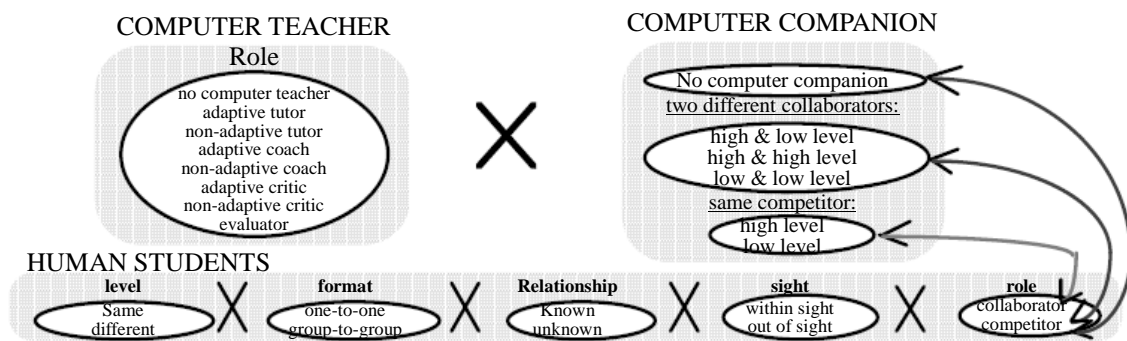 COMPUTER TEACHER
Role
no computer teacher
adaptive tutor
non-adaptive tutor
adaptive coach
non-adaptive coach
adaptive critic
non-adaptive critic
evaluator
COMPUTER COMPANION
No computer companion
two different collaborators:
high & low level
high & high level
low & low level
same competitor:
high level
low level
HUMAN STUDENTS
level
Same
different
format
one-to-one
group-to-group
Relationship
Known
unknown
sight
within sight
out of sight
role
collaborator
competitor